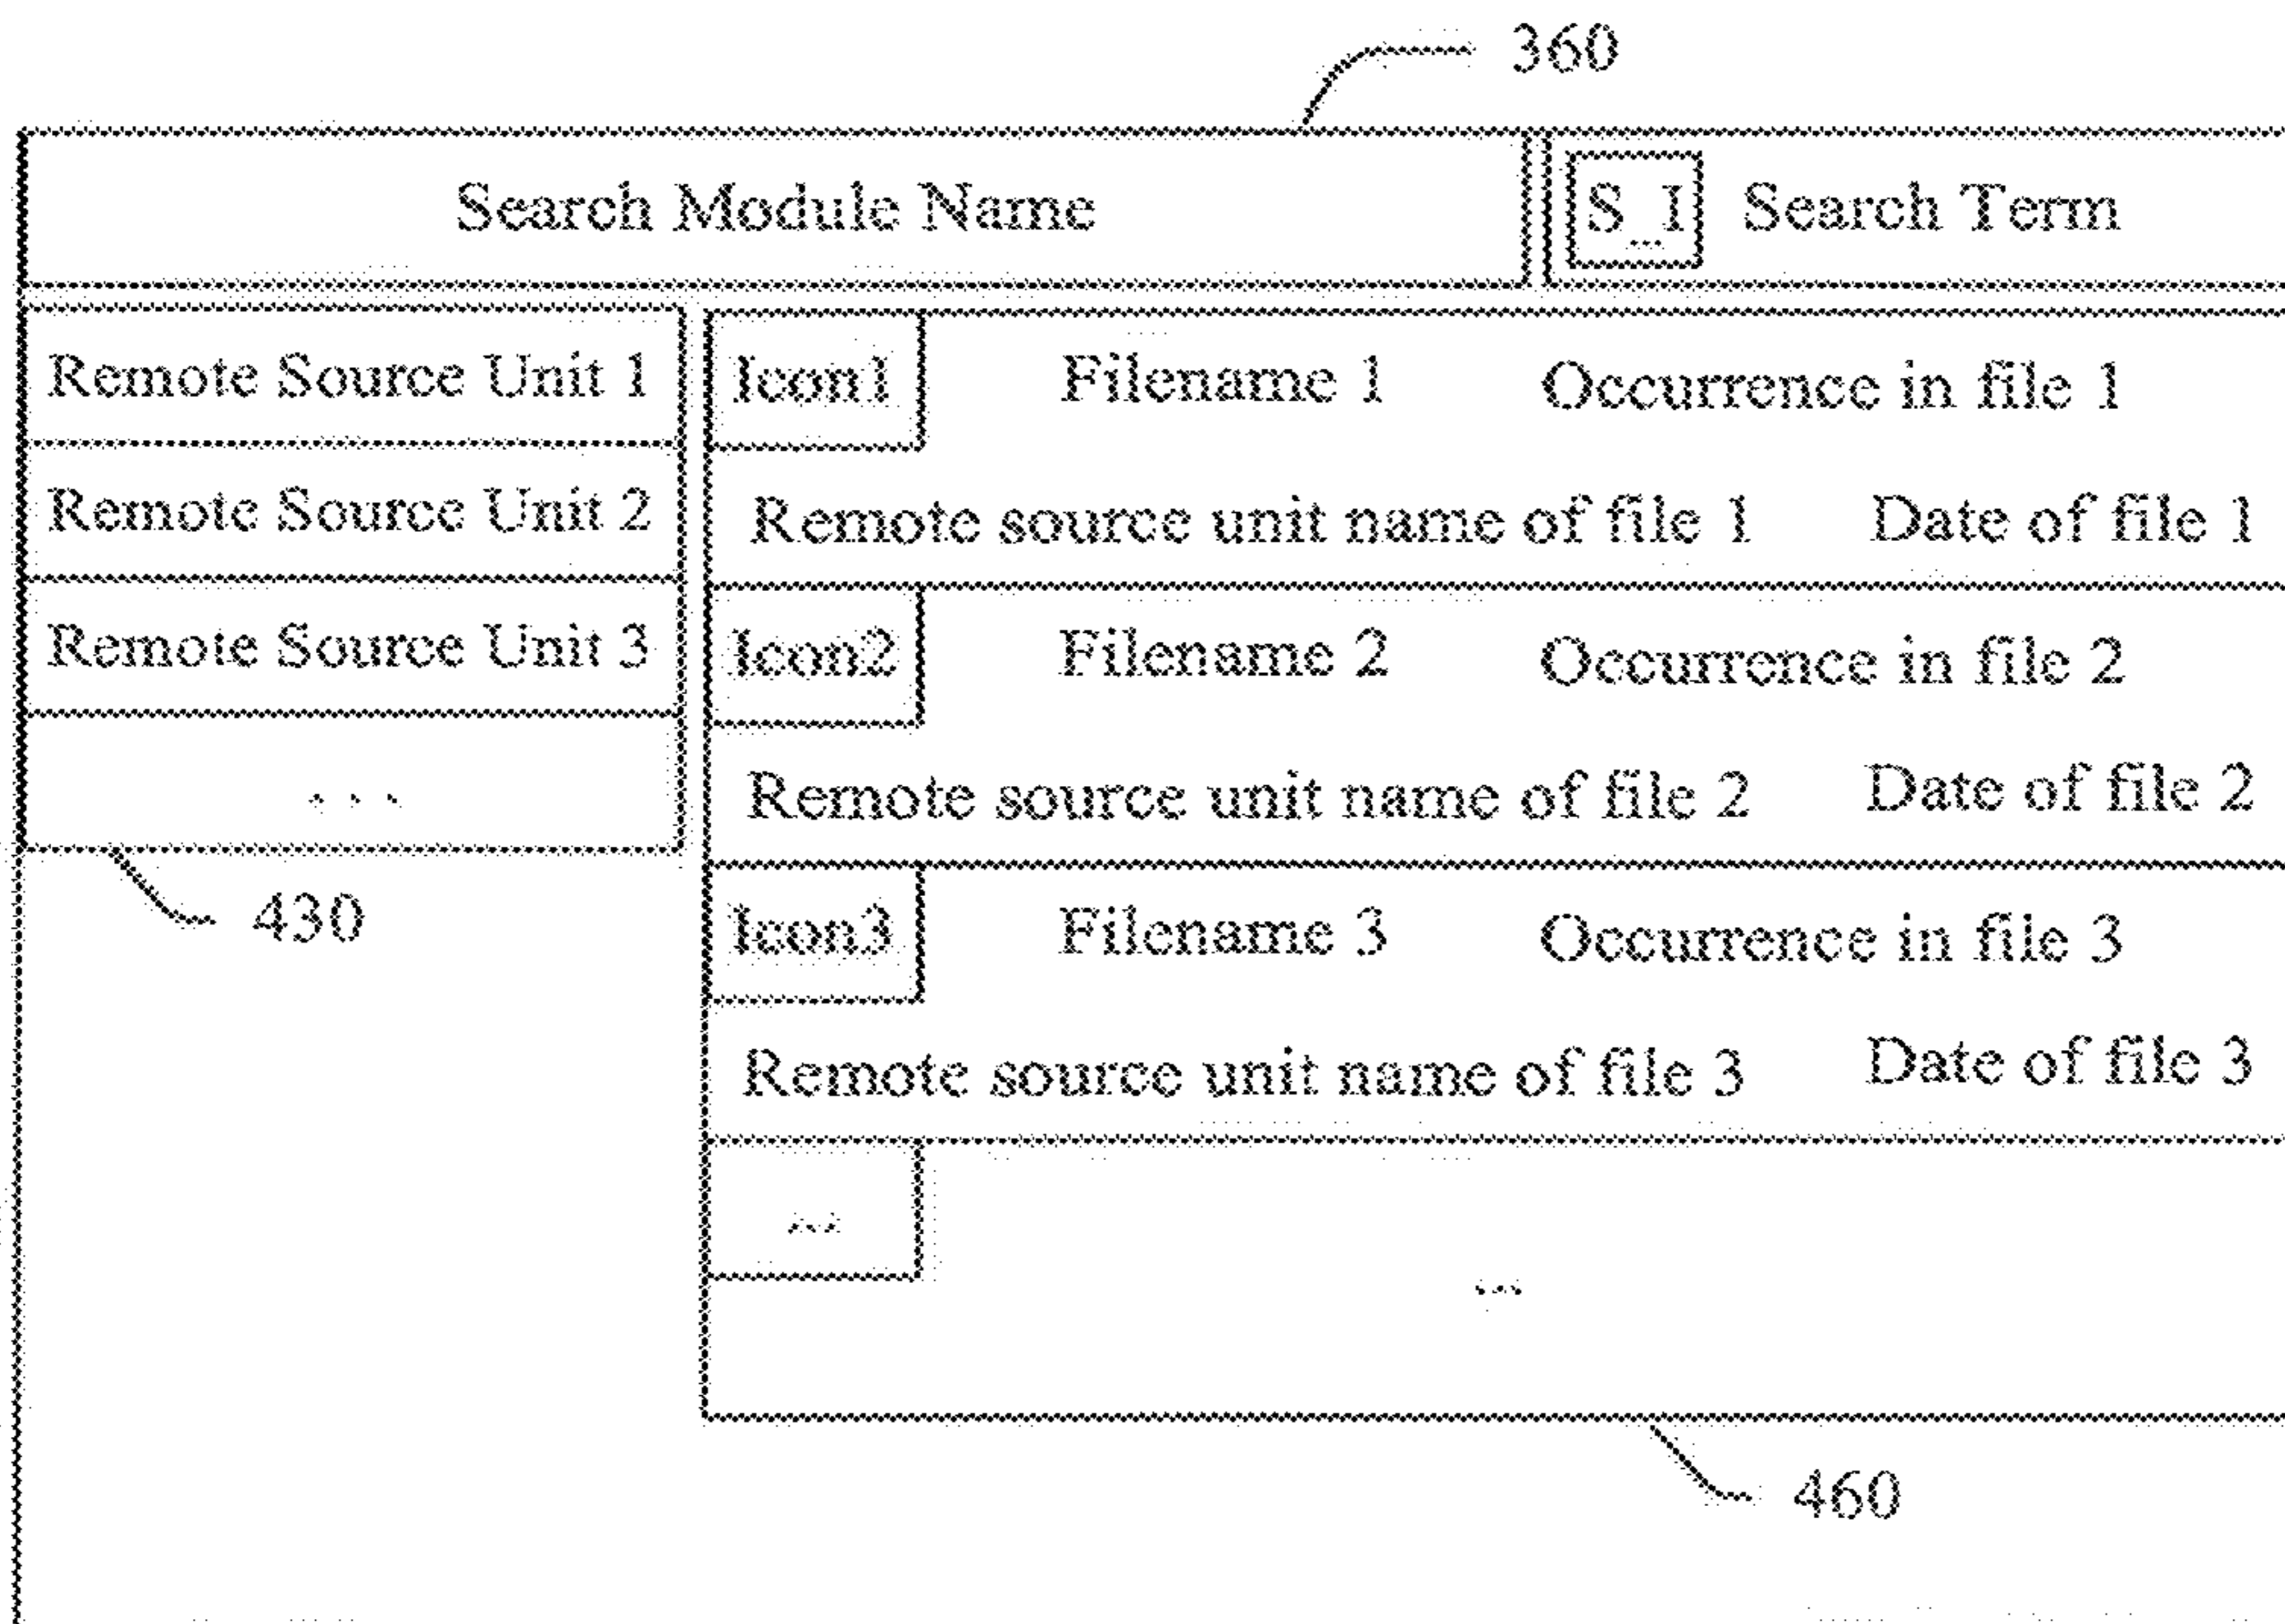 360
Search Module Name
S_I Search Term
Remote Source Unit 1
Remote Source Unit 2
Remote Source Unit 3
. . .
430
Icon1 Filename 1 Occurrence in file 1
Remote source unit name of file 1 Date of file 1
Icon2 Filename 2 Occurrence in file 2
Remote source unit name of file 2 Date of file 2
Icon3 Filename 3 Occurrence in file 3
Remote source unit name of file 3 Date of file 3
...
...
460